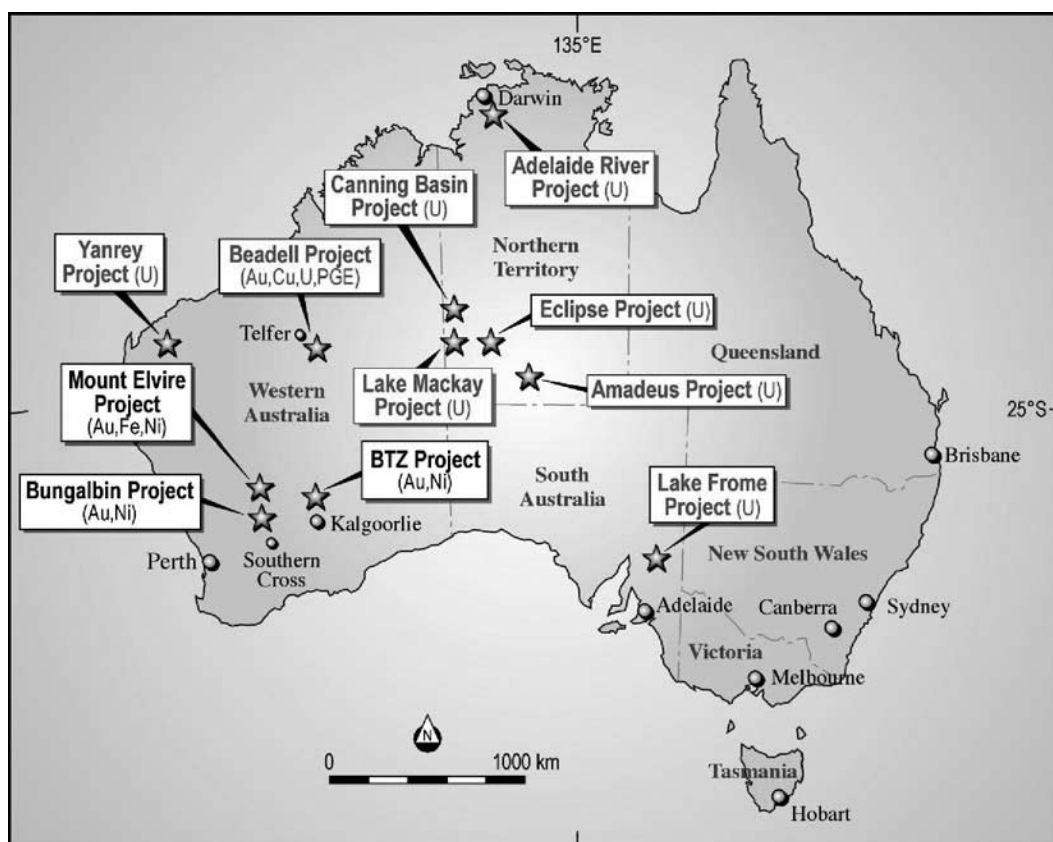 135°E
Darwin
Adelaide River
Project (U)
Canning Basin
Project (U)
Northern
Territory
Yanrey
Project (U)
Beadell Project
(Au,Cu,U,PGE)
Eclipse Project (U)
Telfer
Queensland
Mount Elvire
Project
(Au,Fe,Ni)
Western
Australia
Lake Mackay
Project (U)
Amadeus Project (U)
25°S
BTZ Project
(Au,Ni)
Brisbane
Bungalbin Project
(Au,Ni)
South
Australia
Lake Frome
Project (U)
Kalgoorlie
New South Wales
Perth
Southern
Cross
Adelaide
Canberra
Sydney
Victoria
Melbourne
N
0
1000 km
Tasmania
Hobart